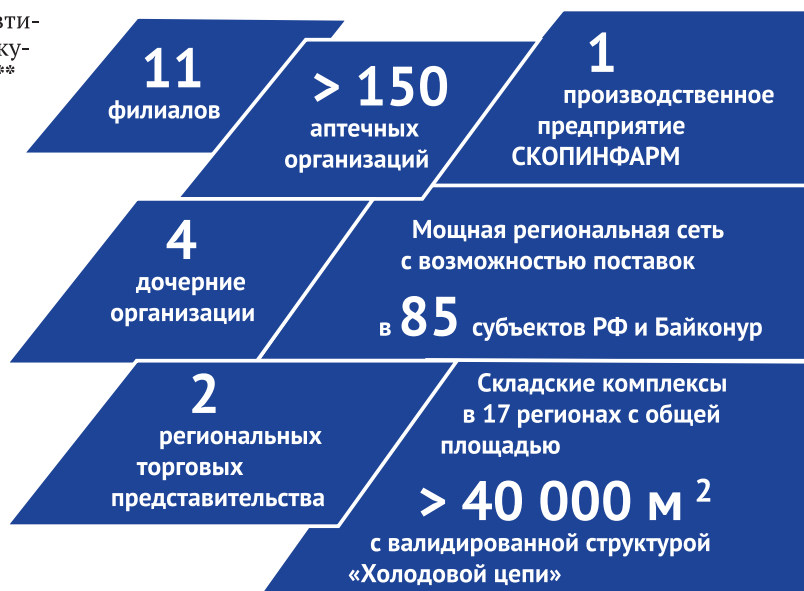 вти-
ку-
**
11
филиалов
> 150
аптечных
организаций
1
производственное
предприятие
СКОПИНФАРМ
4
дочерние
организации
Мощная региональная сеть
с возможностью поставок
в 85 субъектов РФ и Байконур
2
региональных
торговых
представительства
Складские комплексы
в 17 регионах с общей
площадью
> 40 000 м 2
с валидированной структурой
«Холодовой цепи»